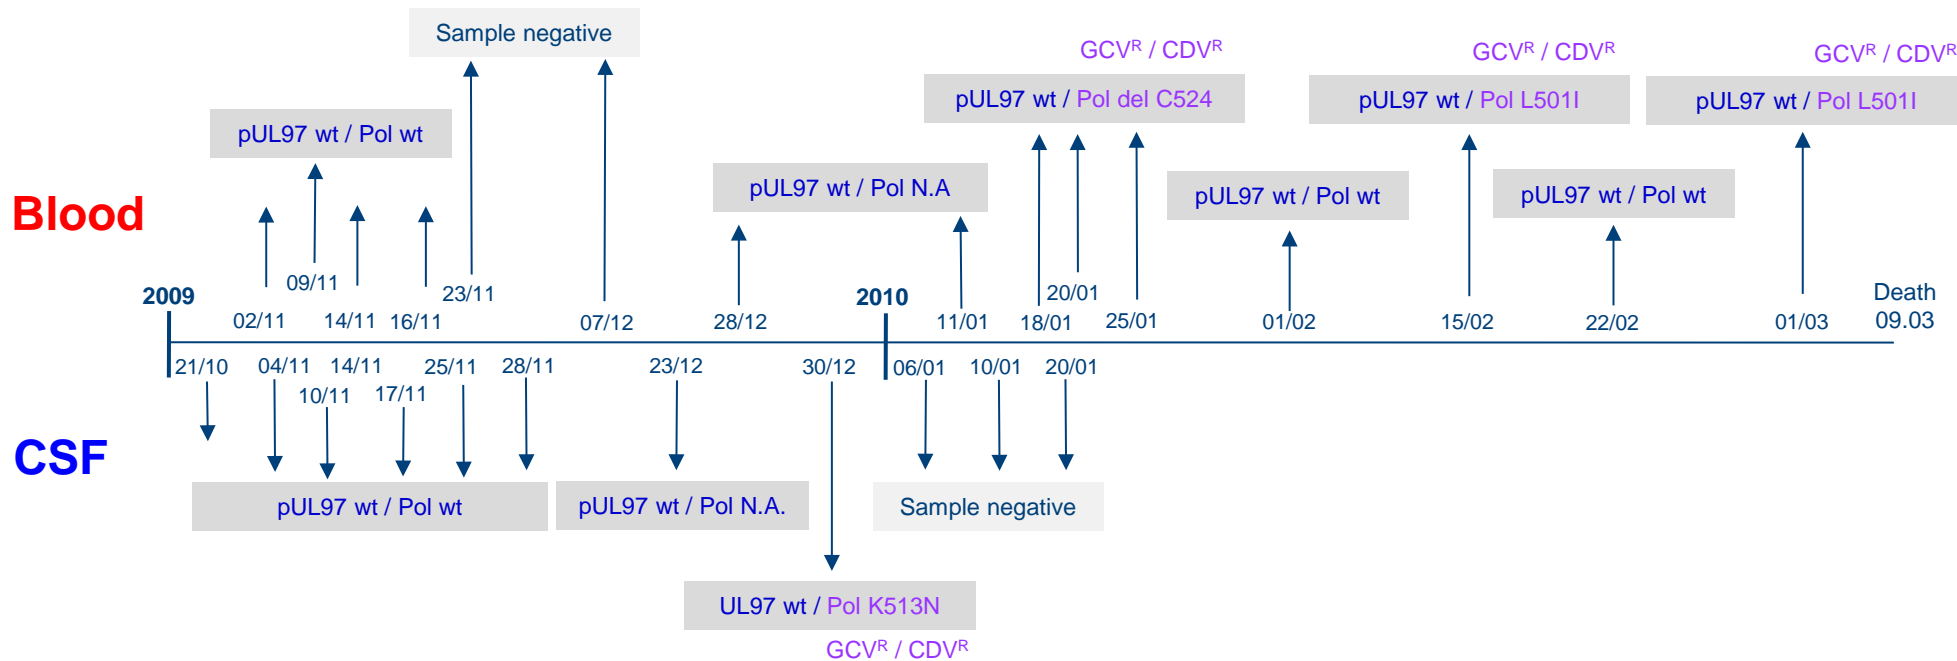 Sample negative
GCVR / CDVR
GCVR / CDVR
GCVR / CDVR
pUL97 wt / Pol del C524
pUL97 wt / Pol L501I
pUL97 wt / Pol L501I
pUL97 wt / Pol wt
pUL97 wt / Pol N.A
pUL97 wt / Pol wt
pUL97 wt / Pol wt
Blood
2009
02/11
09/11
14/11
16/11
23/11
07/12
28/12
2010
11/01
18/01
20/01
25/01
01/02
15/02
22/02
01/03
Death
09.03
21/10
04/11
10/11
14/11
17/11
25/11
28/11
23/12
30/12
06/01
10/01
20/01
CSF
pUL97 wt / Pol wt
pUL97 wt / Pol N.A.
Sample negative
UL97 wt / Pol K513N
GCVR / CDVR